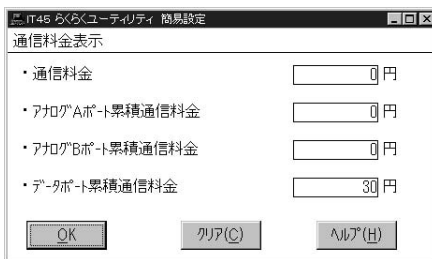 IT45 らくらくユーティリティ 簡易設定
通信料金表示
・通信料金 0 円
・ｱﾅﾛｸﾞAﾎﾟｰﾄ累積通信料金 0 円
・ｱﾅﾛｸﾞBﾎﾟｰﾄ累積通信料金 0 円
・ﾃﾞｰﾀﾎﾟｰﾄ累積通信料金 30 円
OK ｸﾘｱ(C) ﾍﾙﾌﾟ(H)